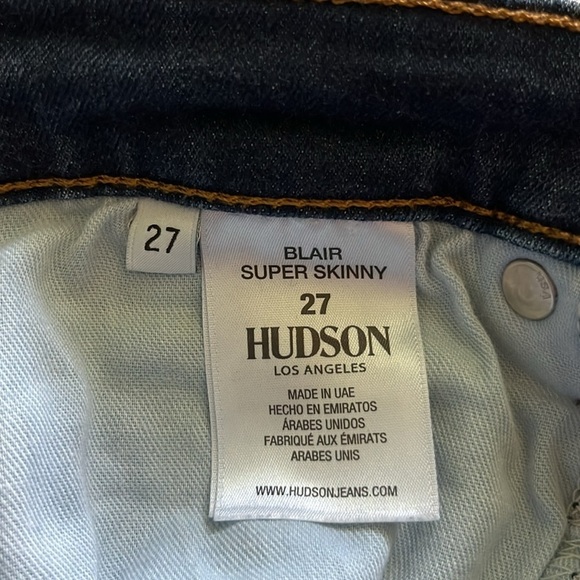 27
BLAIR
SUPER SKINNY
27
HUDSON
LOS ANGELES
MADE IN UAE
HECHO EN EMIRATOS
ÁRABES UNIDOS
FABRIQUÉ AUX ÉMIRATS
ARABES UNIS
WWW.HUDSONJEANS.COM